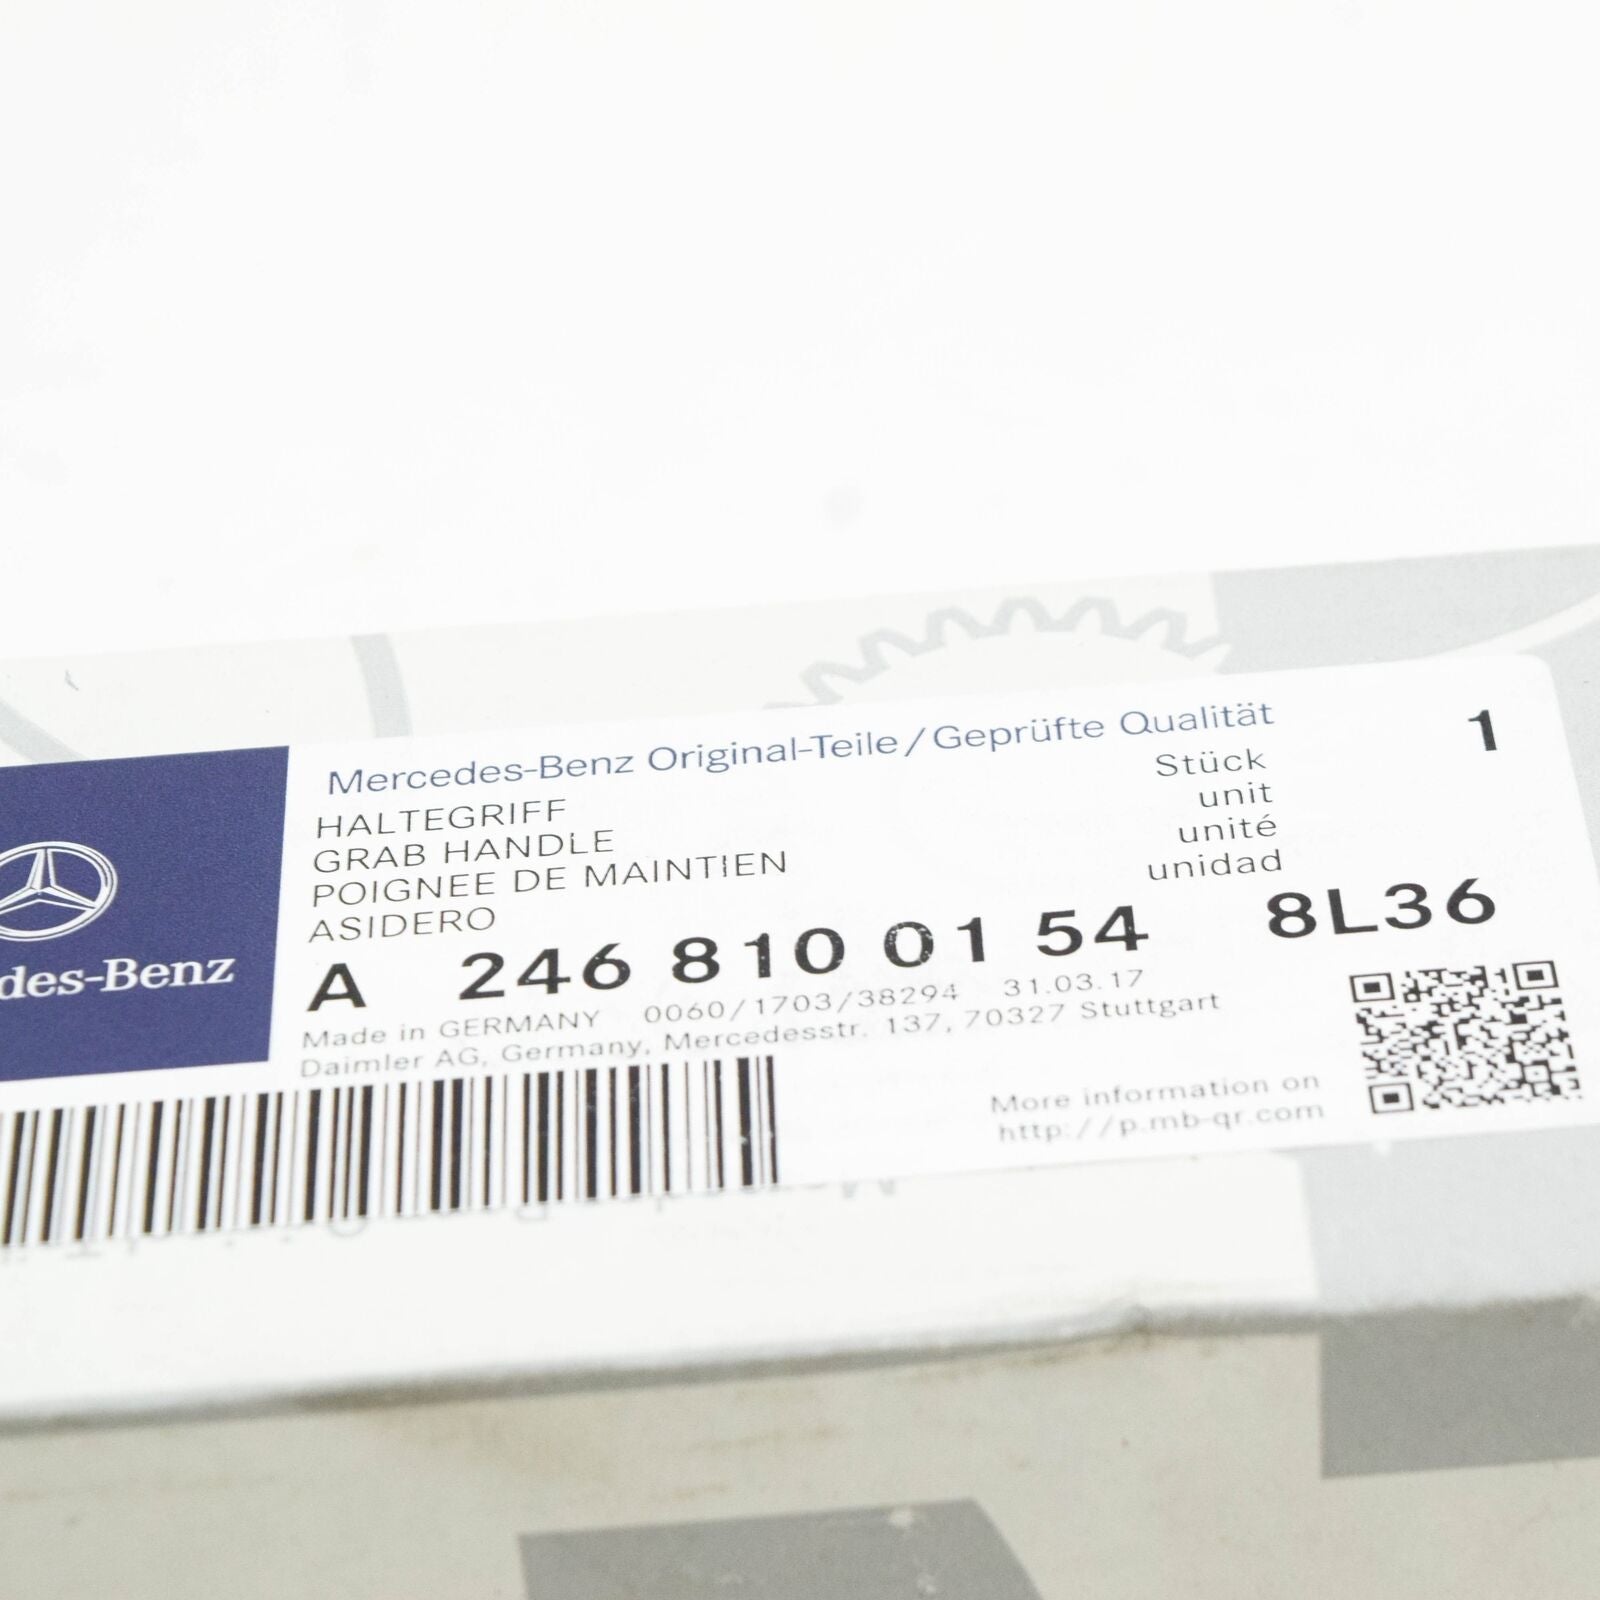 Mercedes-Benz Original-Teile/Geprüfte Qualität
HALTEGRIFF
GRAB HANDLE
POIGNEE DE MAINTIEN
ASIDERO
Stück 1
unit
unité
unidad
A 246 810 01 54 8L36
Made in GERMANY 0060/1703/38294 31.03.17
Daimler AG, Germany, Mercedesstr. 137, 70327 Stuttgart
More information on
http://p.mb-qr.com
des-Benz